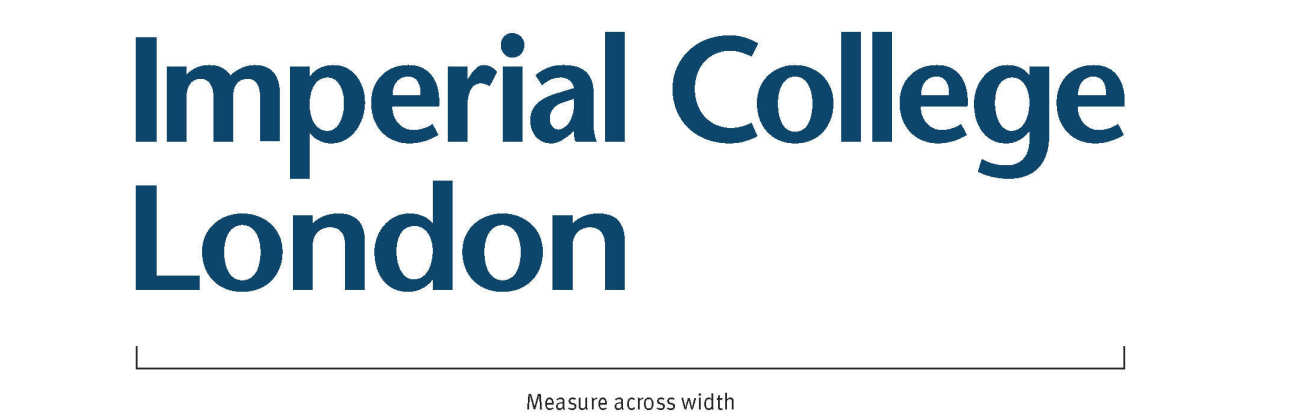 Imperial College
London
Measure across width